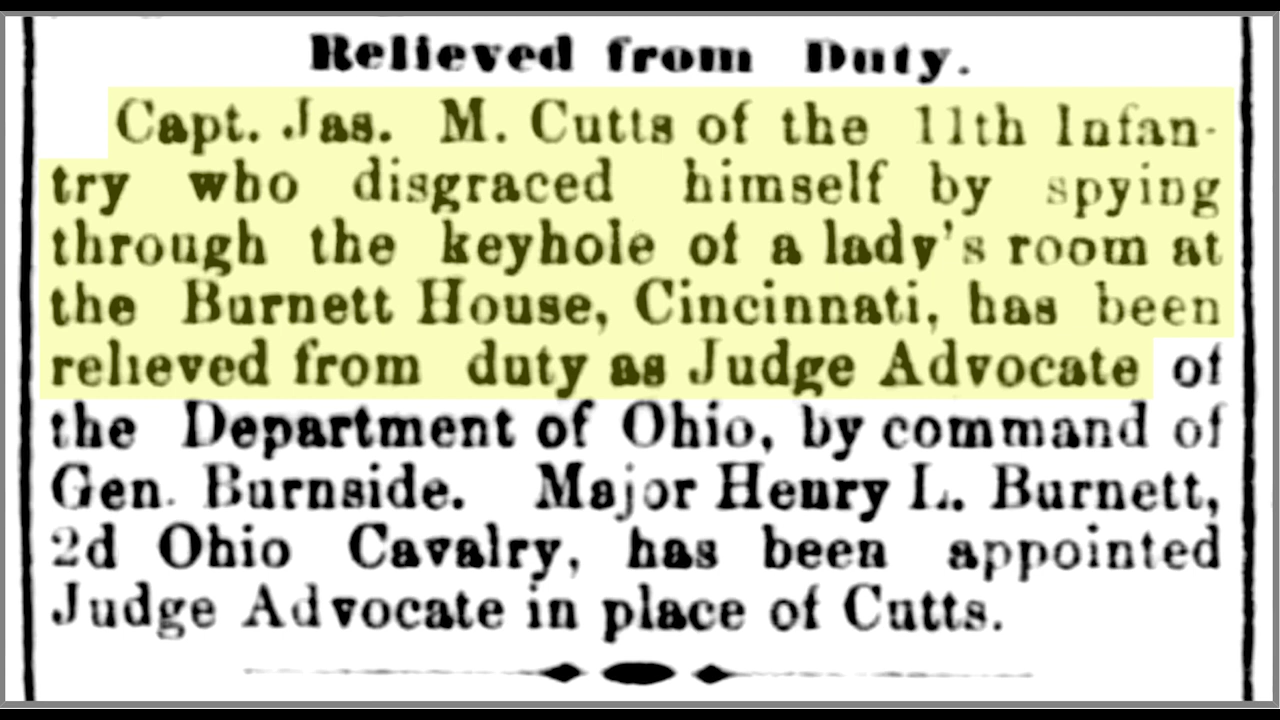 Relieved from Duty.
Capt. Jas. M. Cutts of the 11th Infan-
try who disgraced himself by spying
through the keyhole of a lady's room at
the Burnett House, Cincinnati, has been
relieved from duty as Judge Advocate of
the Department of Ohio, by command of
Gen. Burnside. Major Henry L. Burnett,
2d Ohio Cavalry, has been appointed
Judge Advocate in place of Cutts.